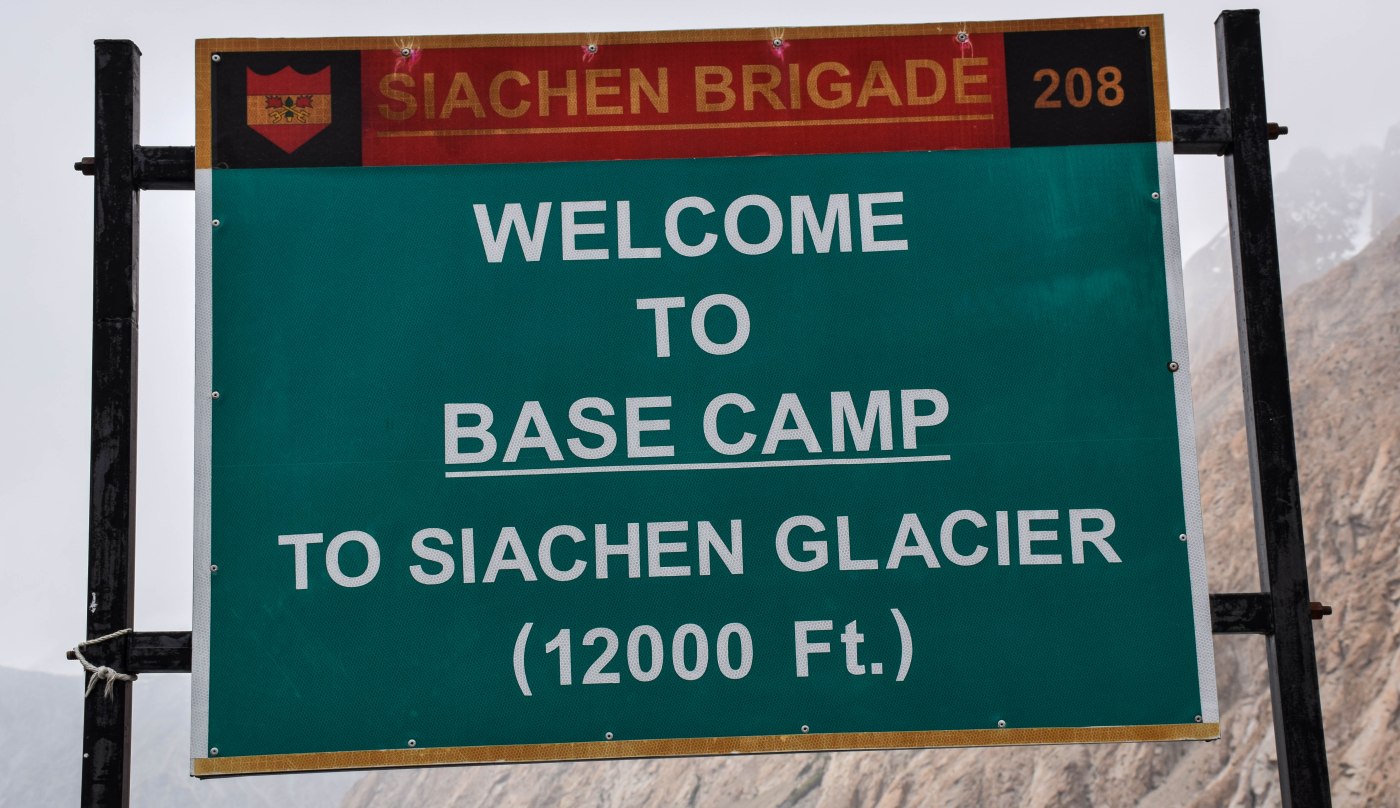 SIACHEN BRIGADE 208
WELCOME
TO
BASE CAMP
TO SIACHEN GLACIER
(12000 Ft.)